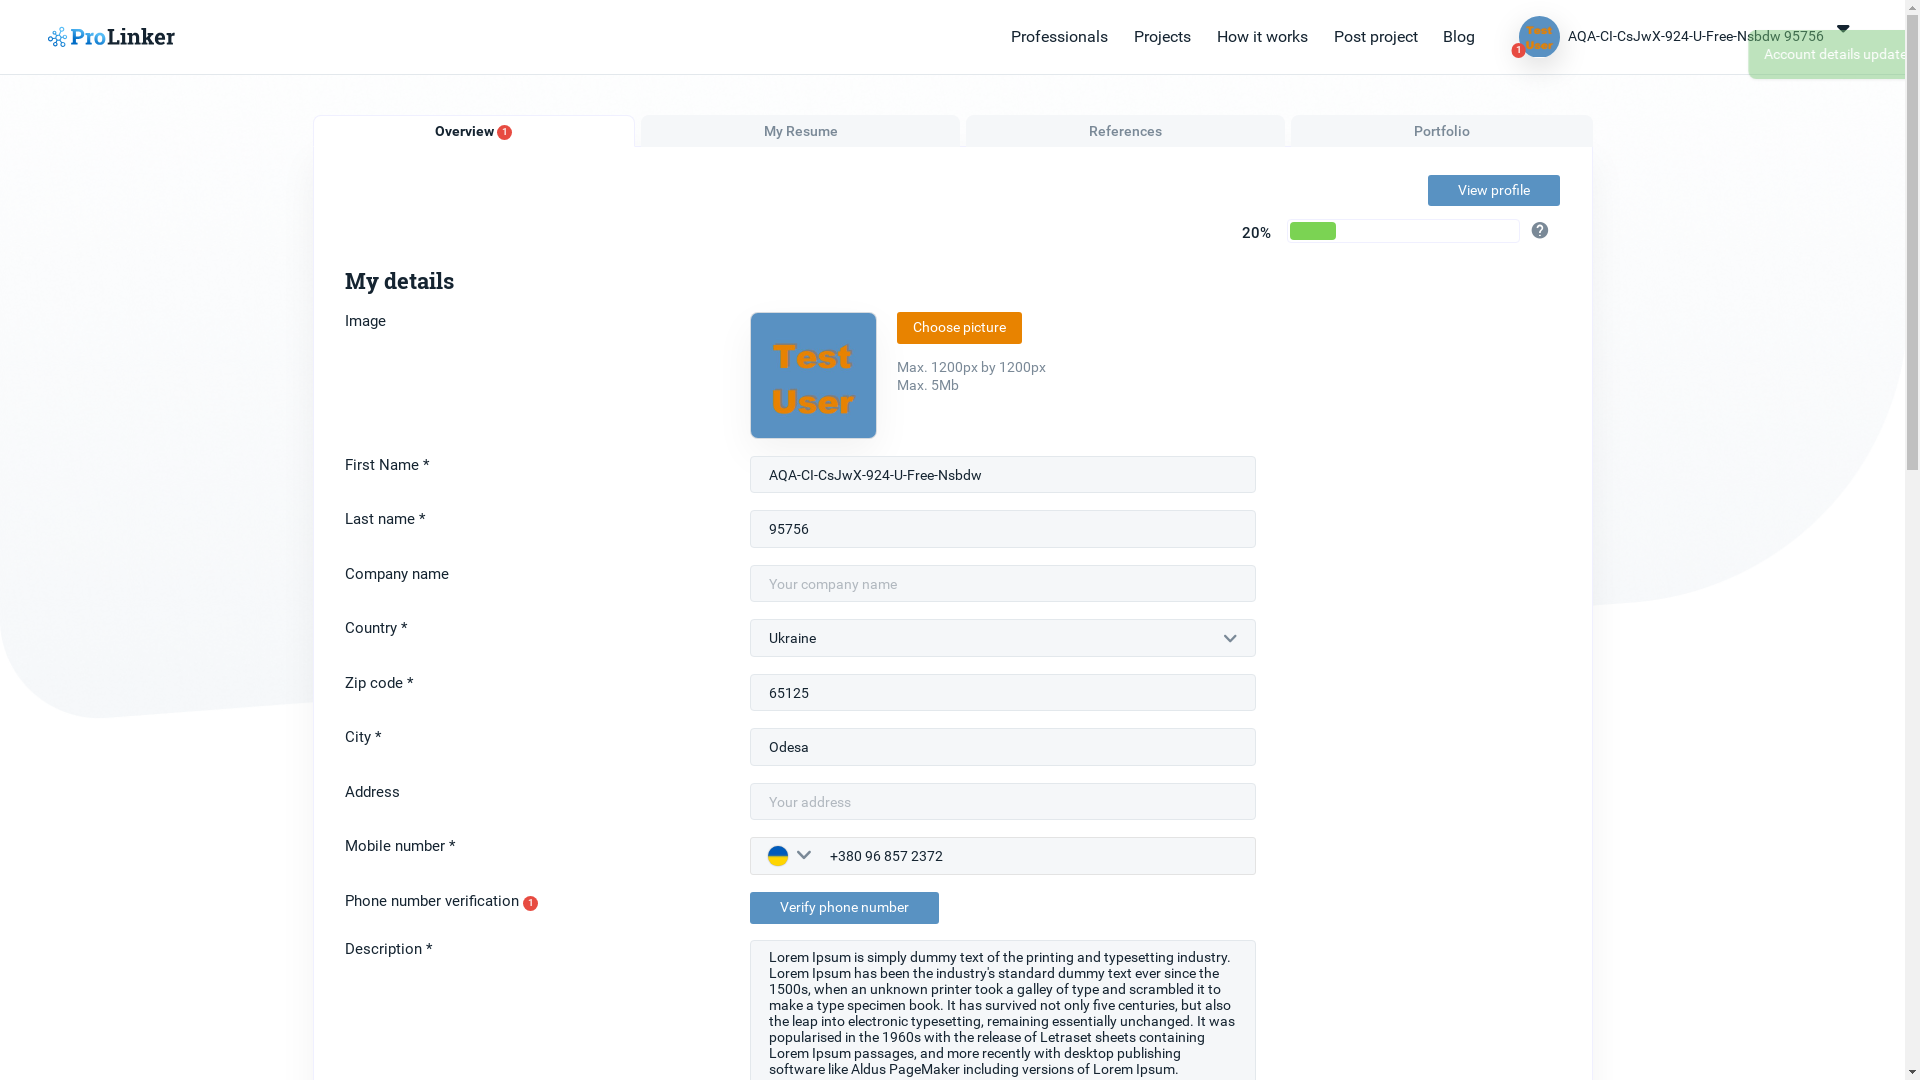 ProLinker
Professionals
Projects
How it works
Post project
Blog
Test
User
1
AQA-CI-CsJwX-924-U-Free-Nsbdw 95756
Account details update
Overview 1
My Resume
References
Portfolio
View profile
20%
?
My details
Image
Test
User
Choose picture
Max. 1200px by 1200px
Max. 5Mb
First Name *
AQA-CI-CsJwX-924-U-Free-Nsbdw
Last name *
95756
Company name
Your company name
Country *
Ukraine
Zip code *
65125
City *
Odesa
Address
Your address
Mobile number *
+380 96 857 2372
Phone number verification 1
Verify phone number
Description *
Lorem Ipsum is simply dummy text of the printing and typesetting industry.
Lorem Ipsum has been the industry's standard dummy text ever since the
1500s, when an unknown printer took a galley of type and scrambled it to
make a type specimen book. It has survived not only five centuries, but also
the leap into electronic typesetting, remaining essentially unchanged. It was
popularised in the 1960s with the release of Letraset sheets containing
Lorem Ipsum passages, and more recently with desktop publishing
software like Aldus PageMaker including versions of Lorem Ipsum.